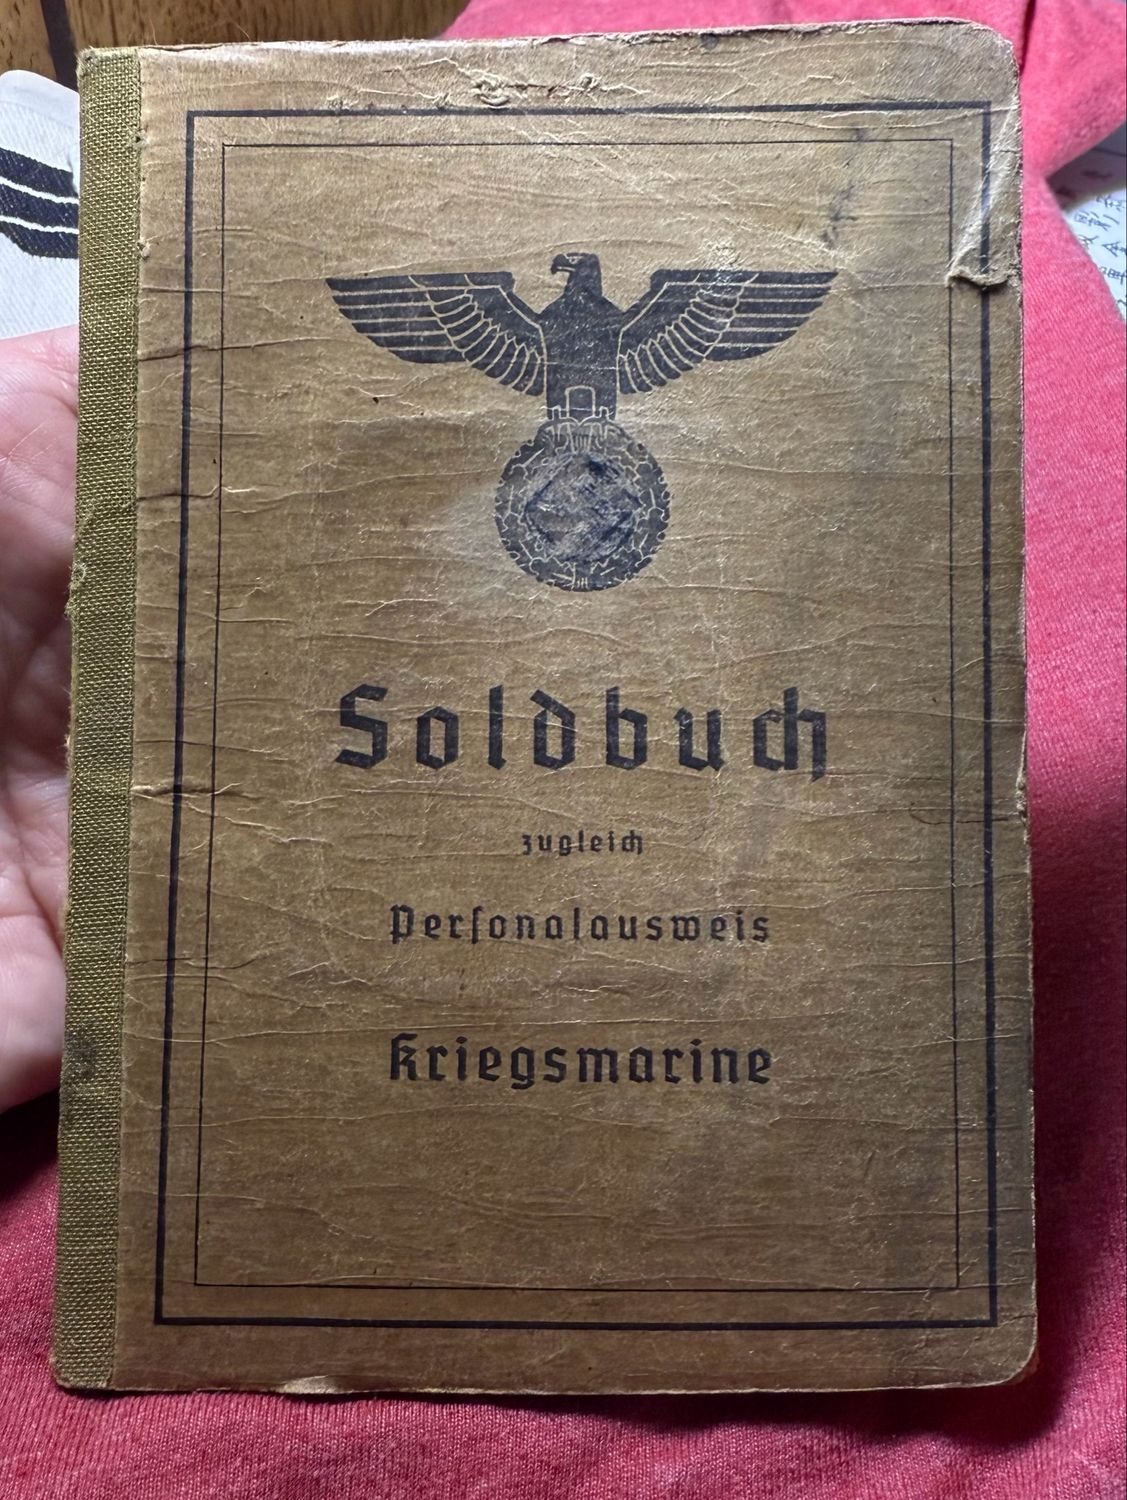 Soldbuch
zugleich
Perſonalausweis
Kriegsmarine